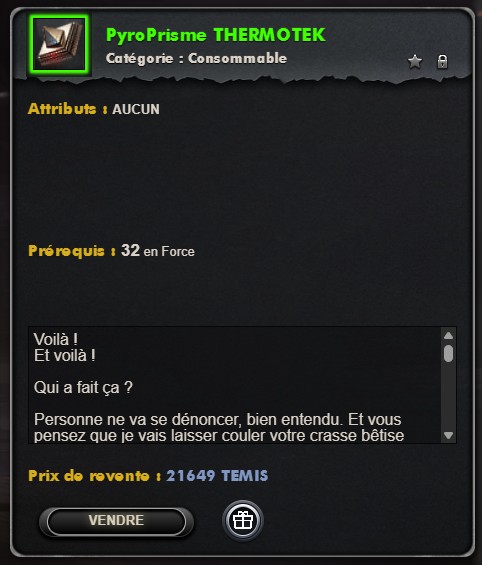 PyroPrisme THERMOTEK
Catégorie : Consommable
Attributs : AUCUN
Prérequis : 32 en Force
Voilà !
Et voilà !
Qui a fait ça ?
Personne ne va se dénoncer, bien entendu. Et vous
pensez que je vais laisser couler votre crasse bêtise
Prix de revente : 21649 TEMIS
VENDRE